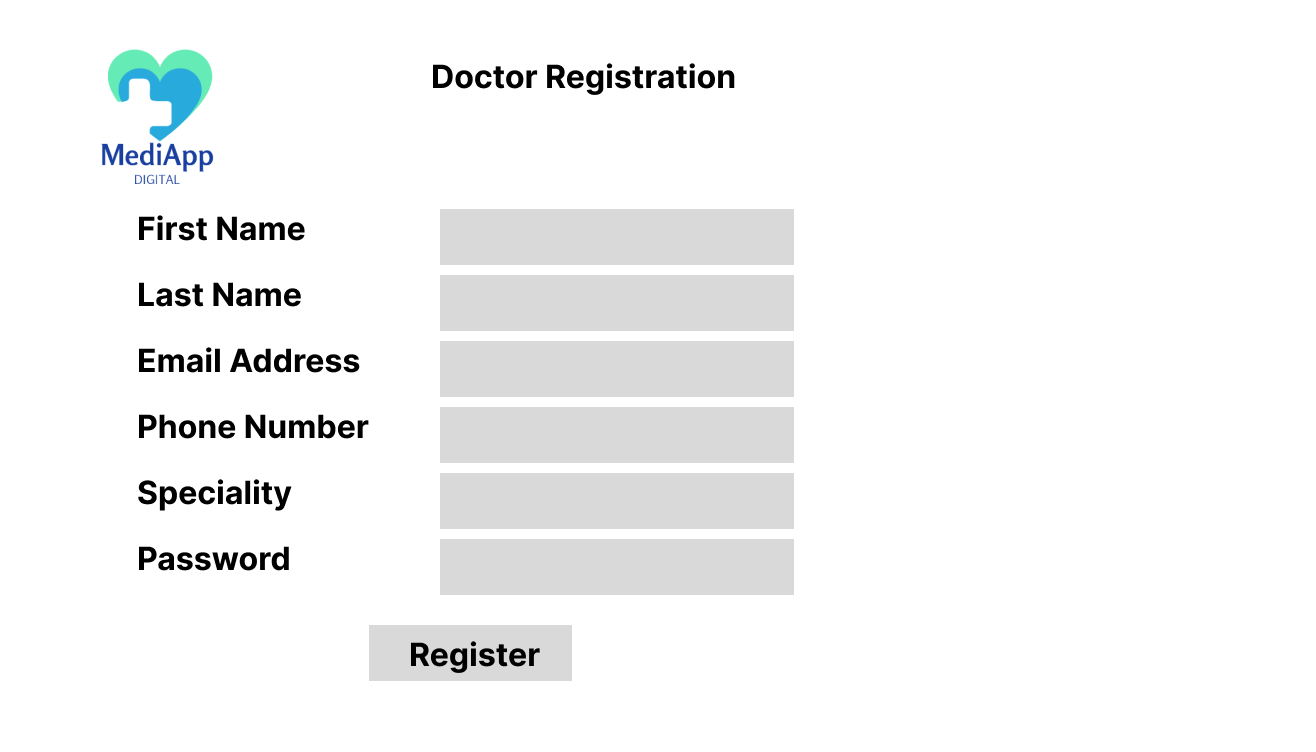 Doctor Registration
MediApp
DIGITAL
First Name
Last Name
Email Address
Phone Number
Speciality
Password
Register